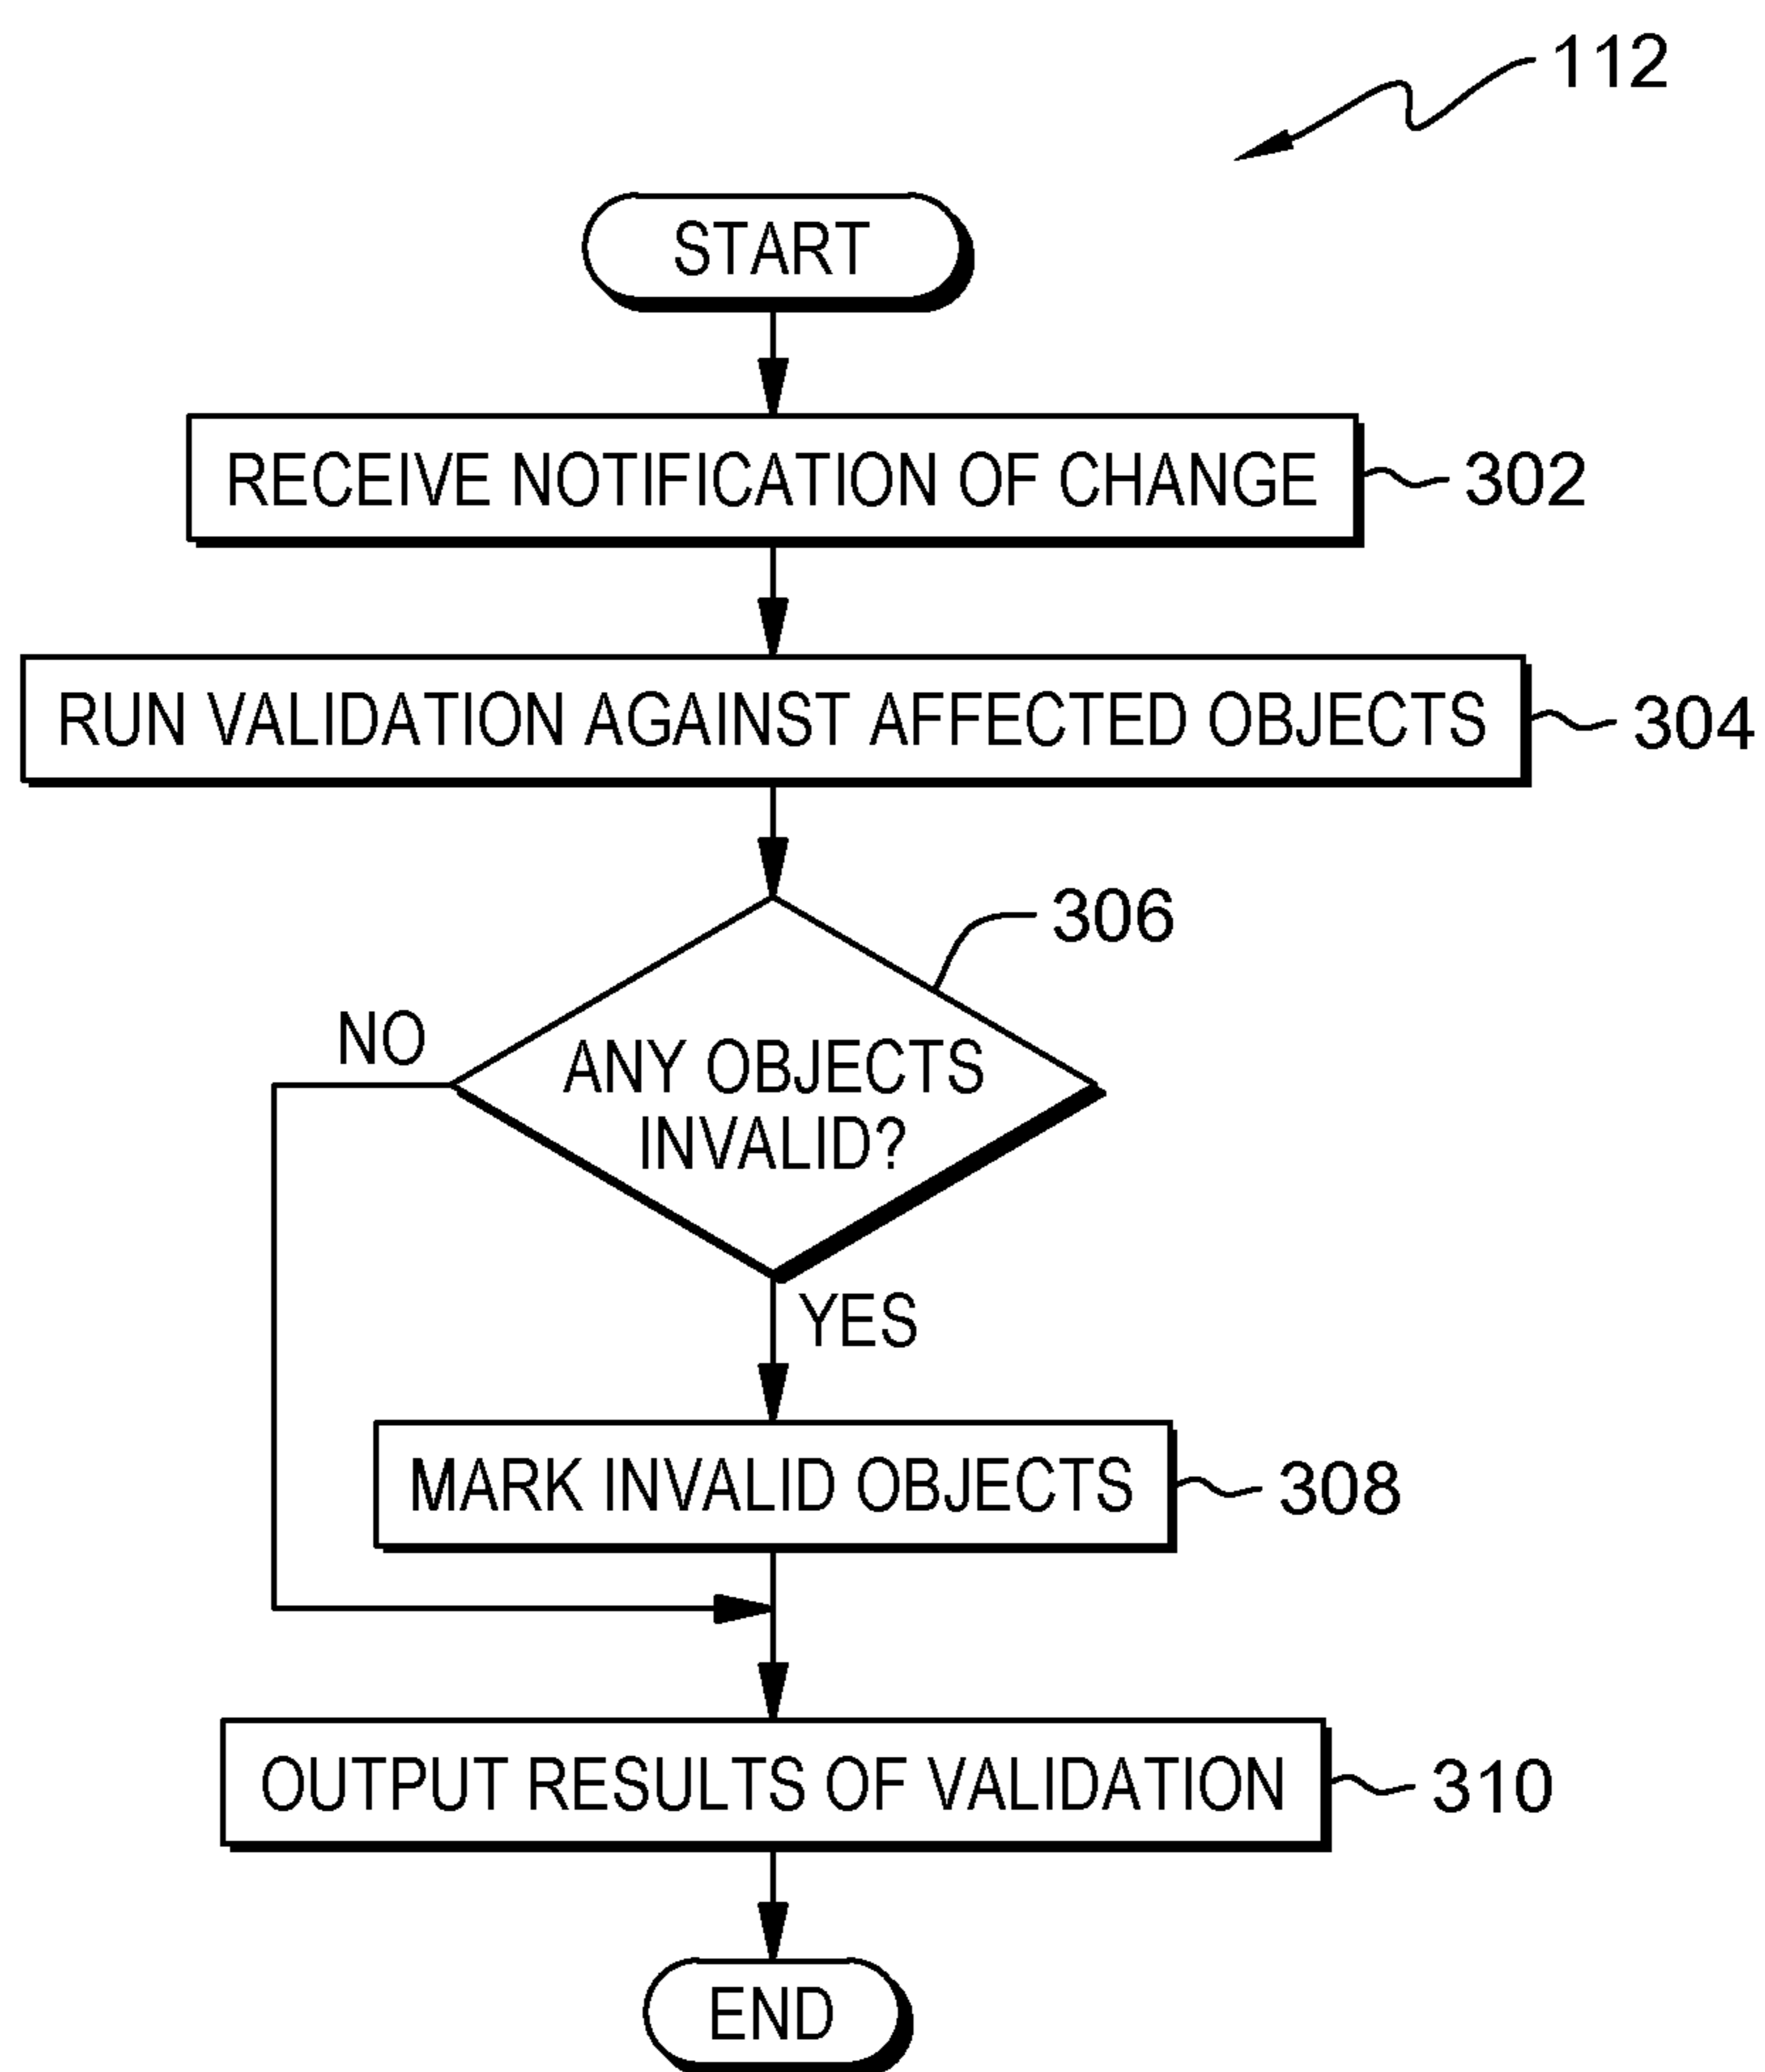 112
START
RECEIVE NOTIFICATION OF CHANGE
302
RUN VALIDATION AGAINST AFFECTED OBJECTS
304
306
NO
ANY OBJECTS
INVALID?
YES
MARK INVALID OBJECTS
308
OUTPUT RESULTS OF VALIDATION
310
END